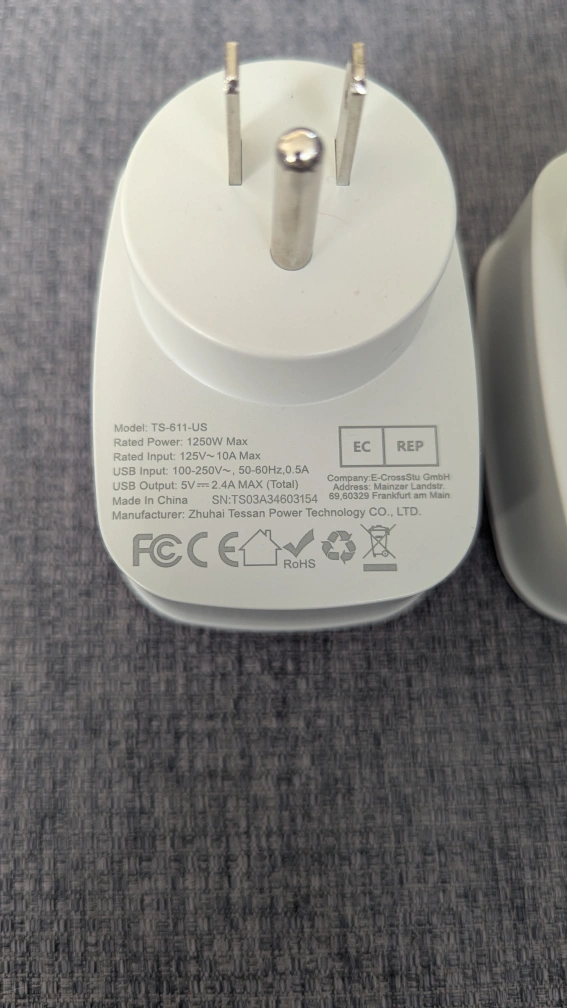 Model: TS-611-US
Rated Power: 1250W Max
Rated Input: 125V～10A Max
USB Input: 100-250V～, 50-60Hz,0.5A
USB Output: 5V⎓2.4A MAX (Total)
Made In China SN:TS03A34603154
Manufacturer: Zhuhai Tessan Power Technology CO., LTD.
EC REP
Company:E-CrossStu GmbH
Address: Mainzer Landstr.
69,60329 Frankfurt am Main
FC CE
RoHS